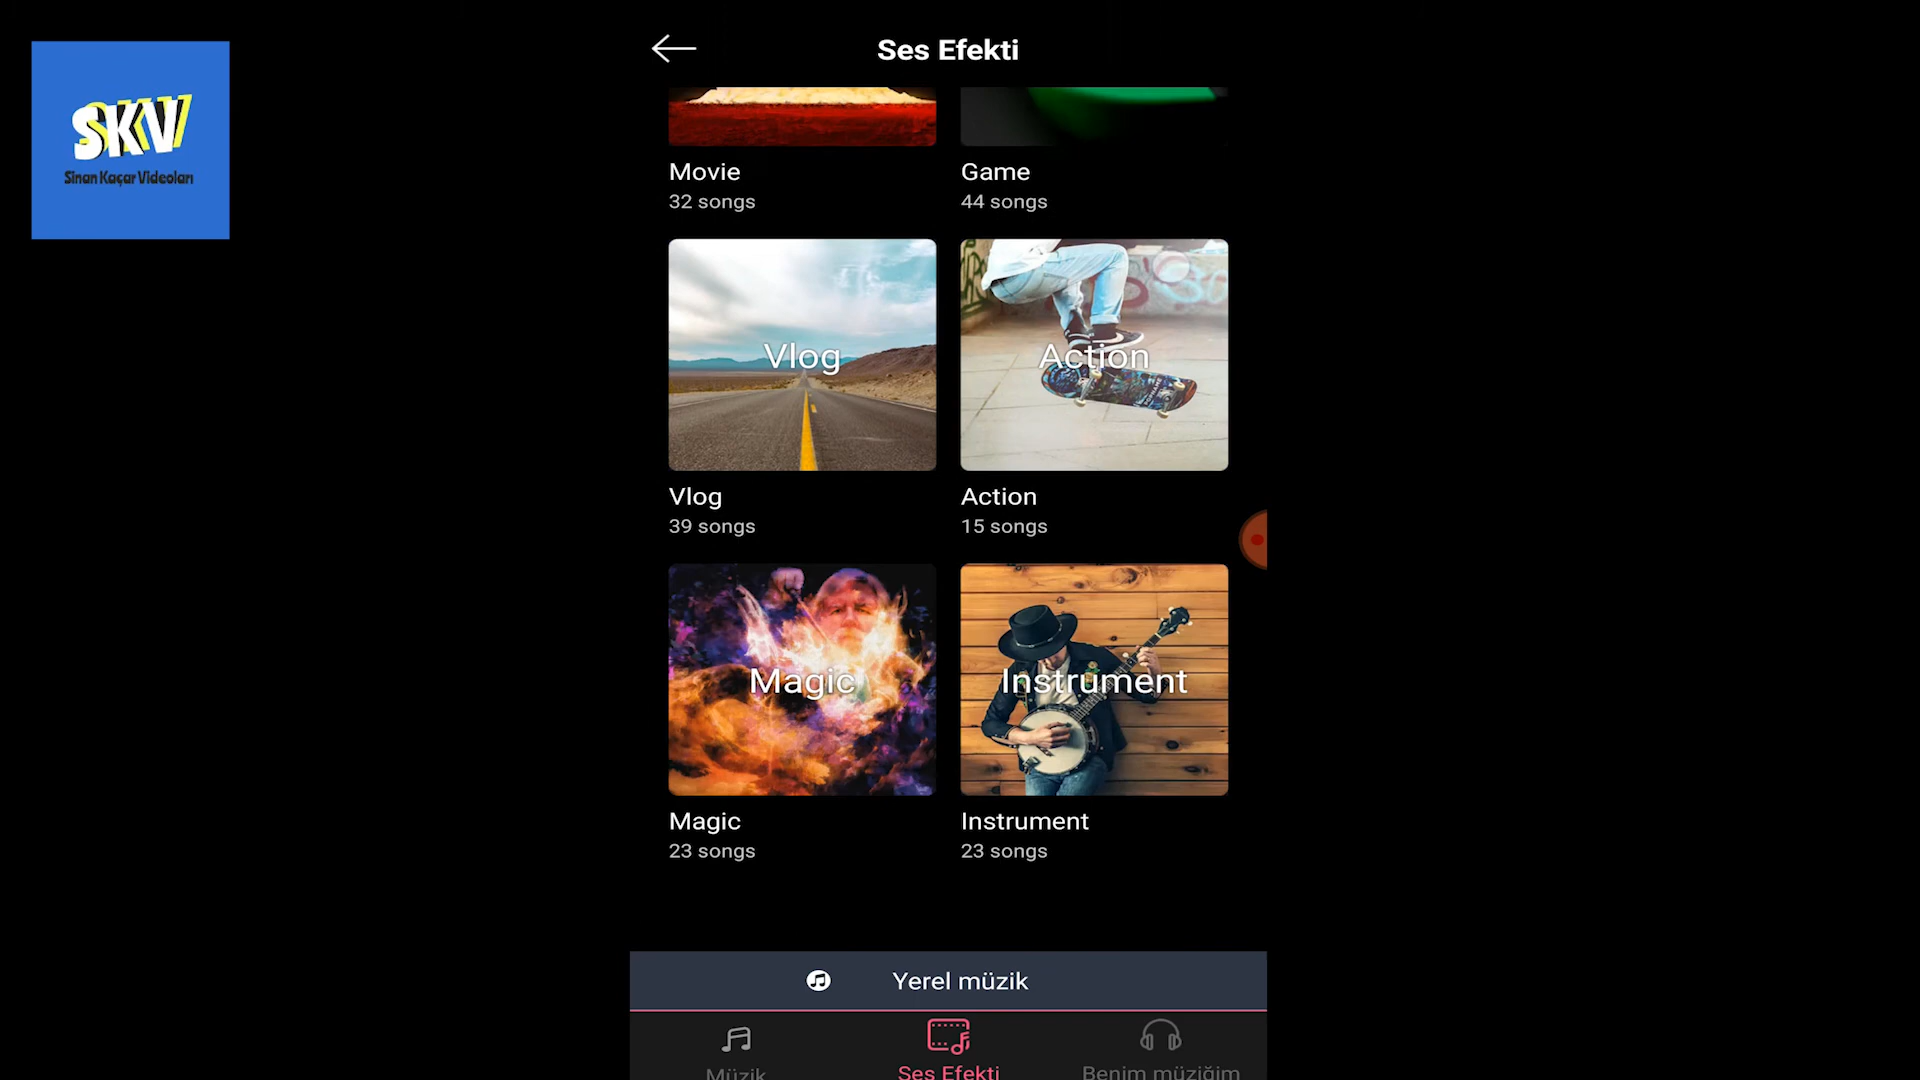 SKV
Sinan Kaçar Videoları
Ses Efekti
Movie
32 songs
Game
44 songs
Vlog
Action
Vlog
39 songs
Action
15 songs
Magic
Instrument
Magic
23 songs
Instrument
23 songs
Yerel müzik
Müzik
Ses Efekti
Benim müziğim